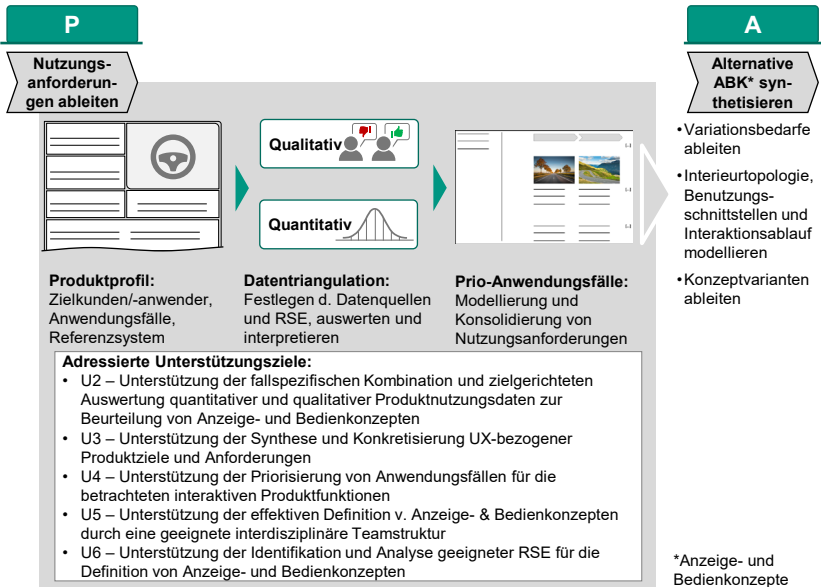 P
Nutzungs-
anforderun-
gen ableiten
A
Alternative
ABK* syn-
thetisieren
Qualitativ
Quantitativ
Produktprofil:
Zielkunden/-anwender,
Anwendungsfälle,
Referenzsystem
Datentriangulation:
Festlegen d. Datenquellen
und RSE, auswerten und
interpretieren
Prio-Anwendungsfälle:
Modellierung und
Konsolidierung von
Nutzungsanforderungen
Adressierte Unterstützungsziele:
• U2 – Unterstützung der fallspezifischen Kombination und zielgerichteten
Auswertung quantitativer und qualitativer Produktnutzungsdaten zur
Beurteilung von Anzeige- und Bedienkonzepten
• U3 – Unterstützung der Synthese und Konkretisierung UX-bezogener
Produktziele und Anforderungen
• U4 – Unterstützung der Priorisierung von Anwendungsfällen für die
betrachteten interaktiven Produktfunktionen
• U5 – Unterstützung der effektiven Definition v. Anzeige- & Bedienkonzepten
durch eine geeignete interdisziplinäre Teamstruktur
• U6 – Unterstützung der Identifikation und Analyse geeigneter RSE für die
Definition von Anzeige- und Bedienkonzepten
•Variationsbedarfe
ableiten
•Interieurtopologie,
Benutzungs-
schnittstellen und
Interaktionsablauf
modellieren
•Konzeptvarianten
ableiten
*Anzeige- und
Bedienkonzepte